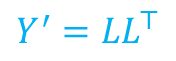 Y′ = LL⊤